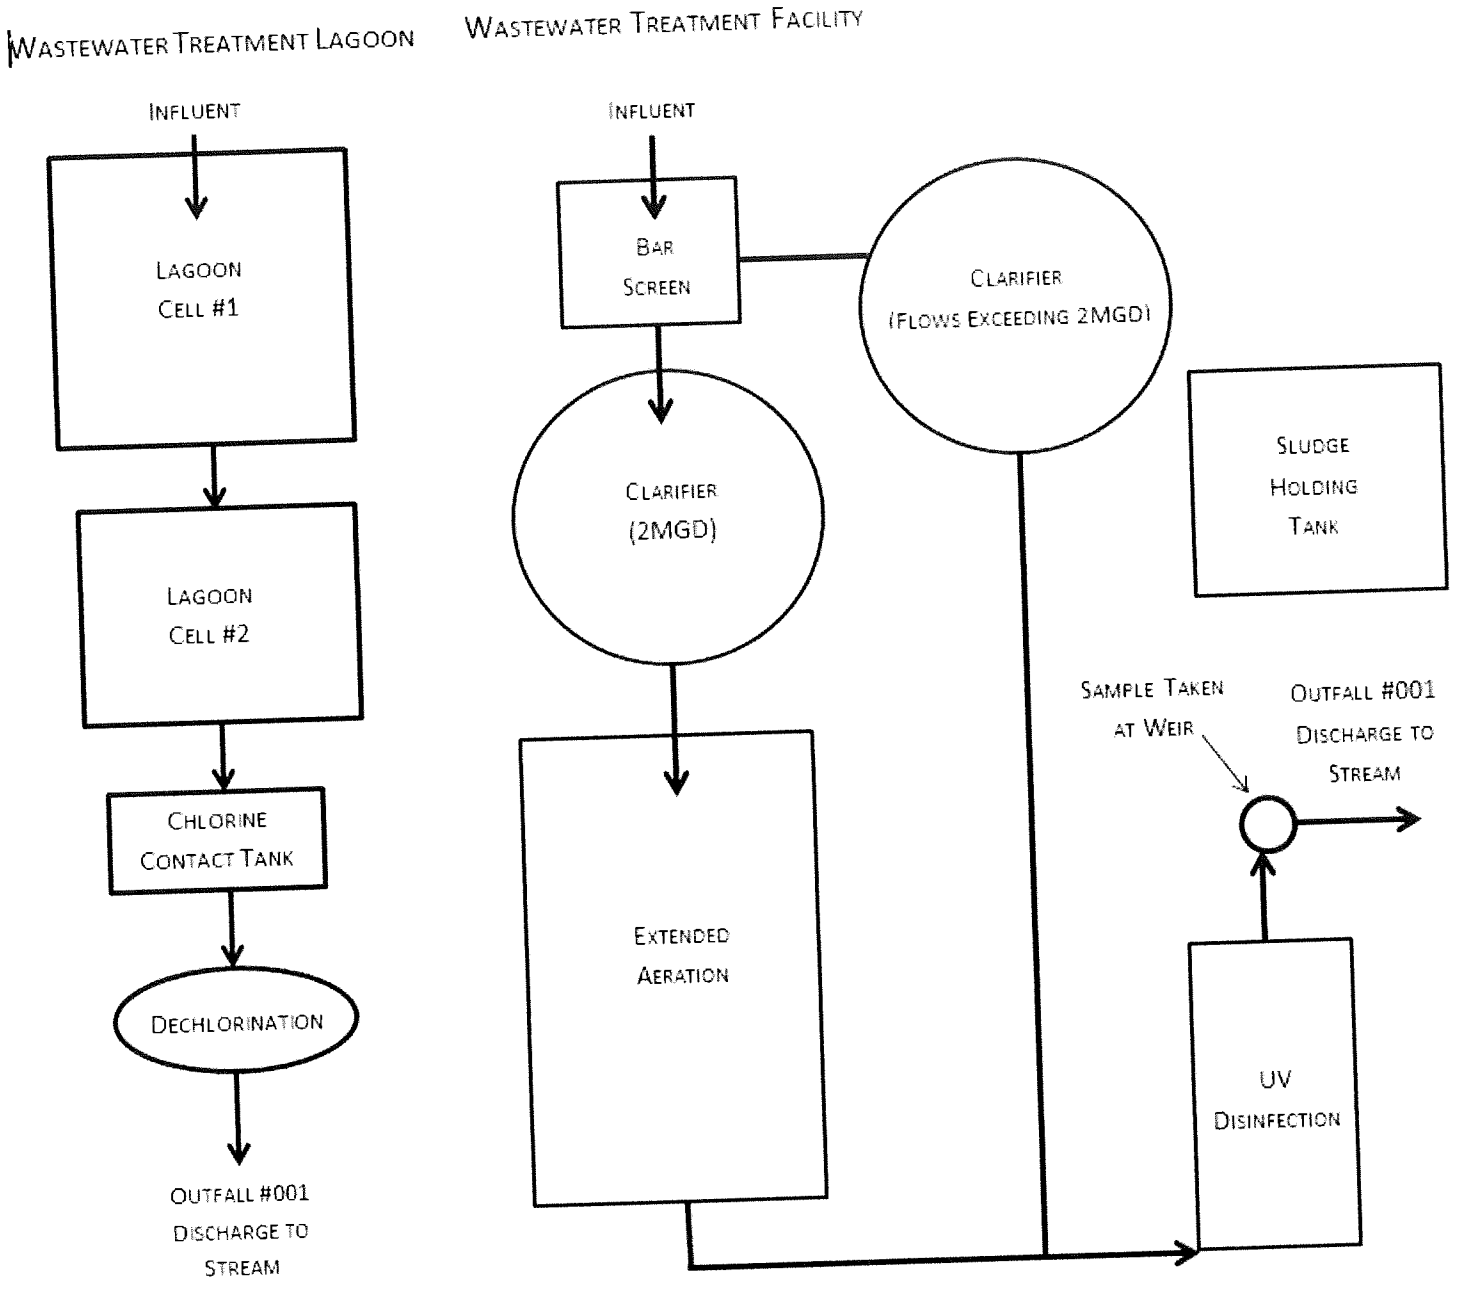 WASTEWATER TREATMENT LAGOON
INFLUENT
LAGOON
CELL #1
LAGOON
CELL #2
CHLORINE
CONTACT TANK
DECHLORINATION
OUTFALL #001
DISCHARGE TO
STREAM
WASTEWATER TREATMENT FACILITY
INFLUENT
BAR
SCREEN
CLARIFIER
(FLOWS EXCEEDING 2MGD)
CLARIFIER
(2MGD)
EXTENDED
AERATION
SLUDGE
HOLDING
TANK
SAMPLE TAKEN
AT WEIR
OUTFALL #001
DISCHARGE TO
STREAM
UV
DISINFECTION